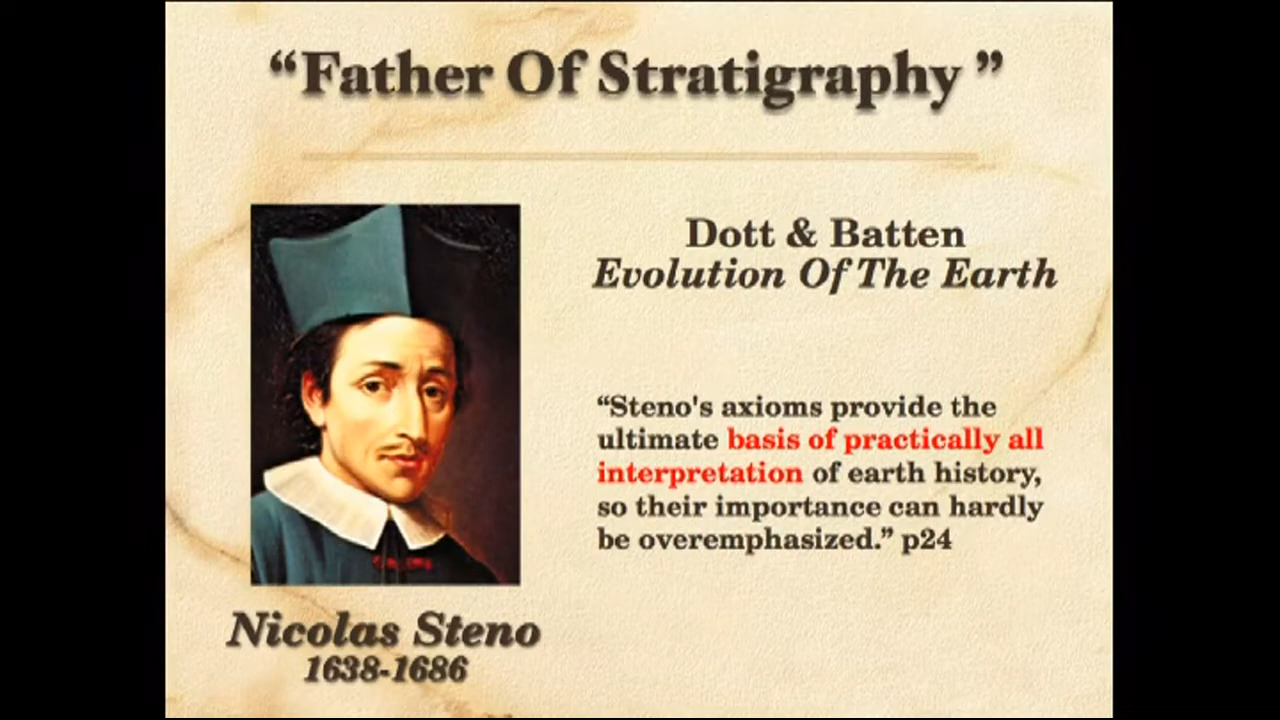 “Father Of Stratigraphy ”
Dott & Batten
Evolution Of The Earth
“Steno's axioms provide the
ultimate basis of practically all
interpretation of earth history,
so their importance can hardly
be overemphasized.” p24
Nicolas Steno
1638-1686